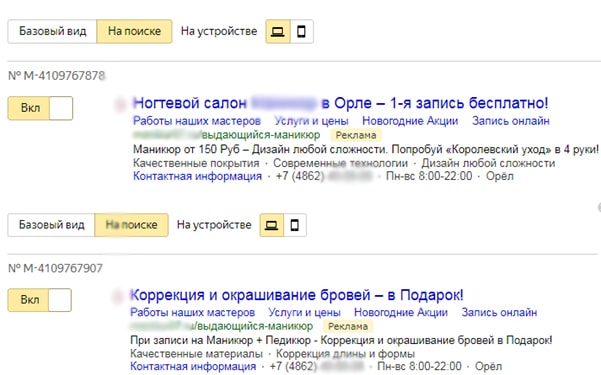 Базовый вид На поиске На устройстве
№ М-4109767878
Вкл
Ногтевой салон в Орле – 1-я запись бесплатно!
Работы наших мастеров Услуги и цены Новогодние Акции Запись онлайн
/выдающийся-маникюр Реклама
Маникюр от 150 Руб – Дизайн любой сложности. Попробуй «Королевский уход» в 4 руки!
Качественные покрытия · Современные технологии · Дизайн любой сложности
Контактная информация · +7 (4862) · Пн-вс 8:00-22:00 · Орёл
Базовый вид На поиске На устройстве
№ М-4109767907
Вкл
Коррекция и окрашивание бровей – в Подарок!
Работы наших мастеров Услуги и цены Новогодние Акции Запись онлайн
/выдающийся-маникюр Реклама
При записи на Маникюр + Педикюр - Коррекция и окрашивание бровей в Подарок!
Качественные материалы · Коррекция длины и формы
Контактная информация · +7 (4862) · Пн-вс 8:00-22:00 · Орёл